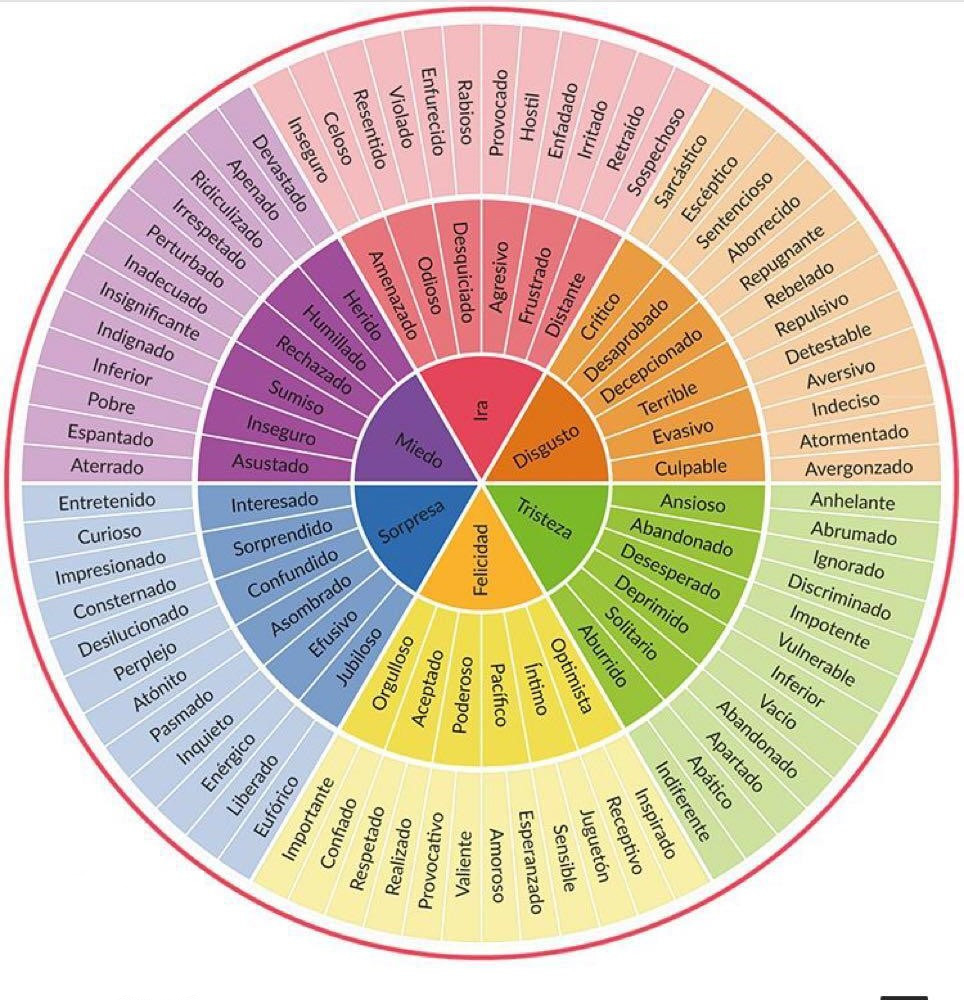 Ira
Disgusto
Tristeza
Felicidad
Sorpresa
Miedo
Amenazado
Odioso
Desquiciado
Agresivo
Frustrado
Distante
Crítico
Desaprobado
Decepcionado
Terrible
Evasivo
Culpable
Ansioso
Abandonado
Desesperado
Deprimido
Solitario
Aburrido
Optimista
Íntimo
Pacífico
Poderoso
Aceptado
Orgulloso
Jubiloso
Efusivo
Asombrado
Confundido
Sorprendido
Interesado
Asustado
Inseguro
Sumiso
Rechazado
Humillado
Herido
Inseguro
Celoso
Resentido
Violado
Enfurecido
Rabioso
Provocado
Hostil
Enfadado
Irritado
Retraído
Sospechoso
Sarcástico
Escéptico
Sentencioso
Aborrecido
Repugnante
Rebelado
Repulsivo
Detestable
Aversivo
Indeciso
Atormentado
Avergonzado
Anhelante
Abrumado
Ignorado
Discriminado
Impotente
Vulnerable
Inferior
Vacio
Abandonado
Apartado
Apático
Indiferente
Inspirado
Receptivo
Juguetón
Sensible
Esperanzado
Amoroso
Valiente
Provocativo
Realizado
Respetado
Confiado
Importante
Eufórico
Liberado
Enérgico
Inquieto
Pasmado
Atónito
Perplejo
Desilucionado
Consternado
Impresionado
Curioso
Entretenido
Aterrado
Espantado
Pobre
Inferior
Indignado
Insignificante
Inadecuado
Perturbado
Irrespetado
Ridiculizado
Apenado
Devastado